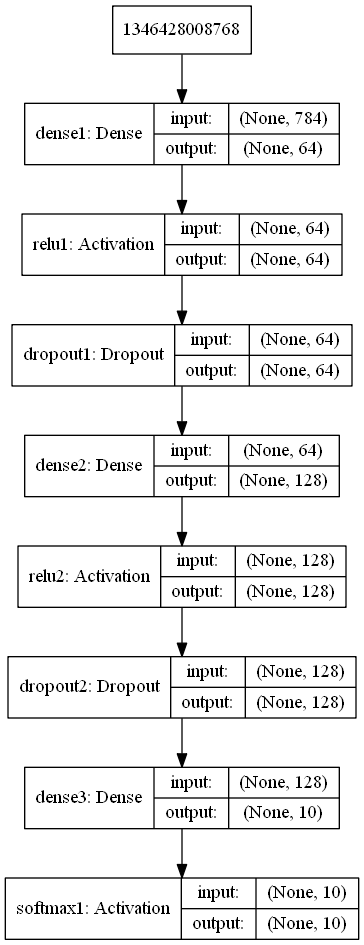 1346428008768
dense1: Dense
input: (None, 784)
output: (None, 64)
relu1: Activation
input: (None, 64)
output: (None, 64)
dropout1: Dropout
input: (None, 64)
output: (None, 64)
dense2: Dense
input: (None, 64)
output: (None, 128)
relu2: Activation
input: (None, 128)
output: (None, 128)
dropout2: Dropout
input: (None, 128)
output: (None, 128)
dense3: Dense
input: (None, 128)
output: (None, 10)
softmax1: Activation
input: (None, 10)
output: (None, 10)